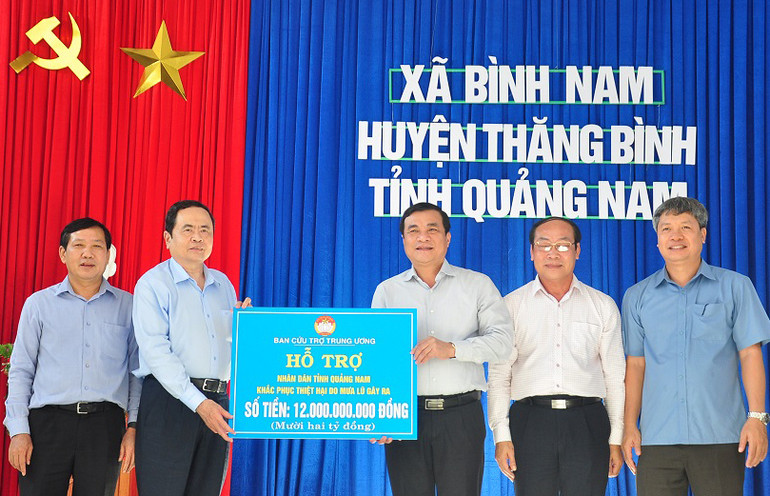 XÃ BÌNH NAM
HUYỆN THĂNG BÌNH
TỈNH QUẢNG NAM
BAN CỨU TRỢ TRUNG ƯƠNG
HỖ TRỢ
NHÂN DÂN TỈNH QUẢNG NAM
KHẮC PHỤC THIỆT HẠI DO MƯA LŨ GÂY RA
SỐ TIỀN: 12.000.000.000 ĐỒNG
(Mười hai tỷ đồng)